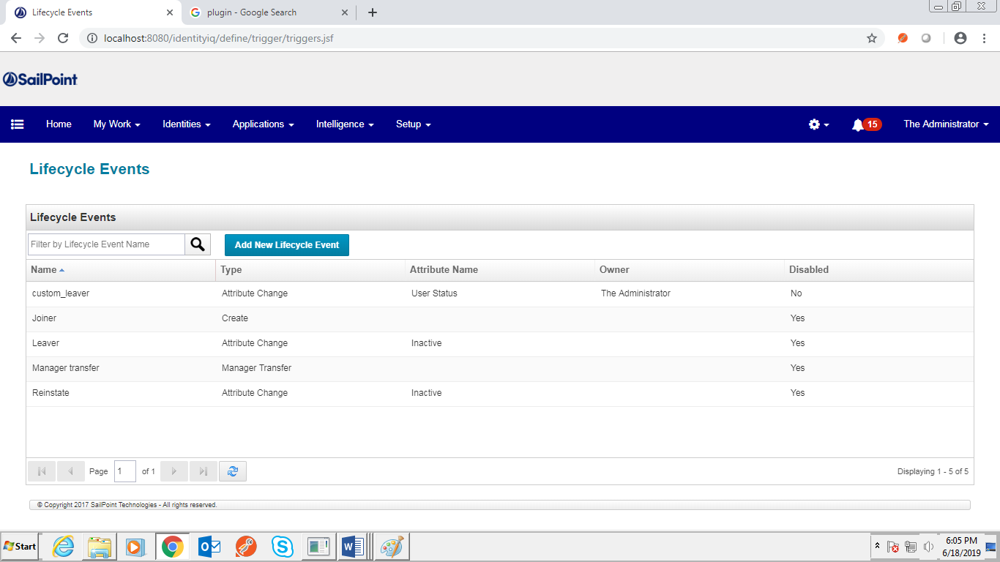 Lifecycle Events
plugin - Google Search
localhost:8080/identityiq/define/trigger/triggers.jsf
SailPoint
Home My Work Identities Applications Intelligence Setup 15 The Administrator
Lifecycle Events
Lifecycle Events
Filter by Lifecycle Event Name Add New Lifecycle Event
Name Type Attribute Name Owner Disabled
custom_leaver Attribute Change User Status The Administrator No
Joiner Create Yes
Leaver Attribute Change Inactive Yes
Manager transfer Manager Transfer Yes
Reinstate Attribute Change Inactive Yes
Page 1 of 1 Displaying 1 - 5 of 5
© Copyright 2017 SailPoint Technologies - All rights reserved.
Start
6:05 PM
6/18/2019